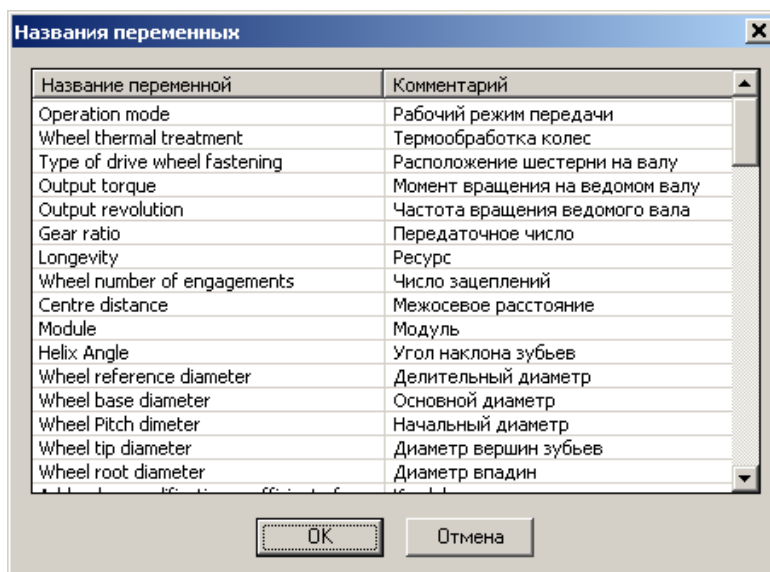 Названия переменных
Название переменной Комментарий
Operation mode Рабочий режим передачи
Wheel thermal treatment Термообработка колес
Type of drive wheel fastening Расположение шестерни на валу
Output torque Момент вращения на ведомом валу
Output revolution Частота вращения ведомого вала
Gear ratio Передаточное число
Longevity Ресурс
Wheel number of engagements Число зацеплений
Centre distance Межосевое расстояние
Module Модуль
Helix Angle Угол наклона зубьев
Wheel reference diameter Делительный диаметр
Wheel base diameter Основной диаметр
Wheel Pitch dimeter Начальный диаметр
Wheel tip diameter Диаметр вершин зубьев
Wheel root diameter Диаметр впадин
OK Отмена